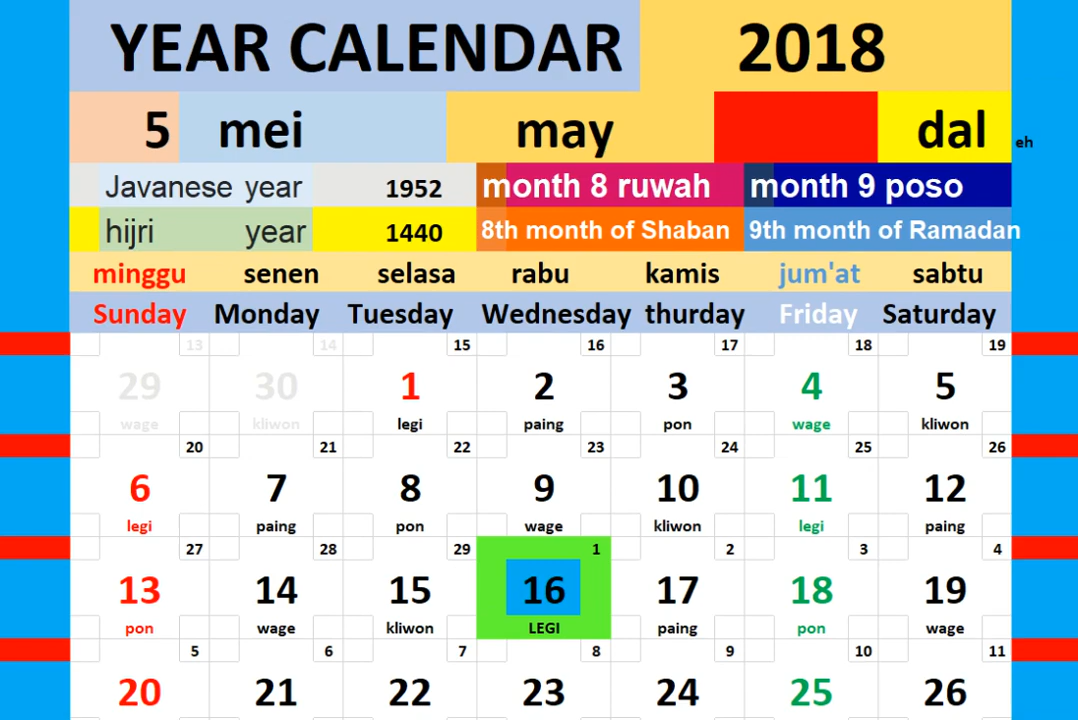 YEAR CALENDAR 2018
5 mei may dal eh
Javanese year 1952 month 8 ruwah month 9 poso
hijri year 1440 8th month of Shaban 9th month of Ramadan
minggu senen selasa rabu kamis jum'at sabtu
Sunday Monday Tuesday Wednesday thurday Friday Saturday
13 14 15 16 17 18 19
29 30 1 2 3 4 5
wage kliwon legi paing pon wage kliwon
20 21 22 23 24 25 26
6 7 8 9 10 11 12
legi paing pon wage kliwon legi paing
27 28 29 1 2 3 4
13 14 15 16 17 18 19
pon wage kliwon LEGI paing pon wage
5 6 7 8 9 10 11
20 21 22 23 24 25 26